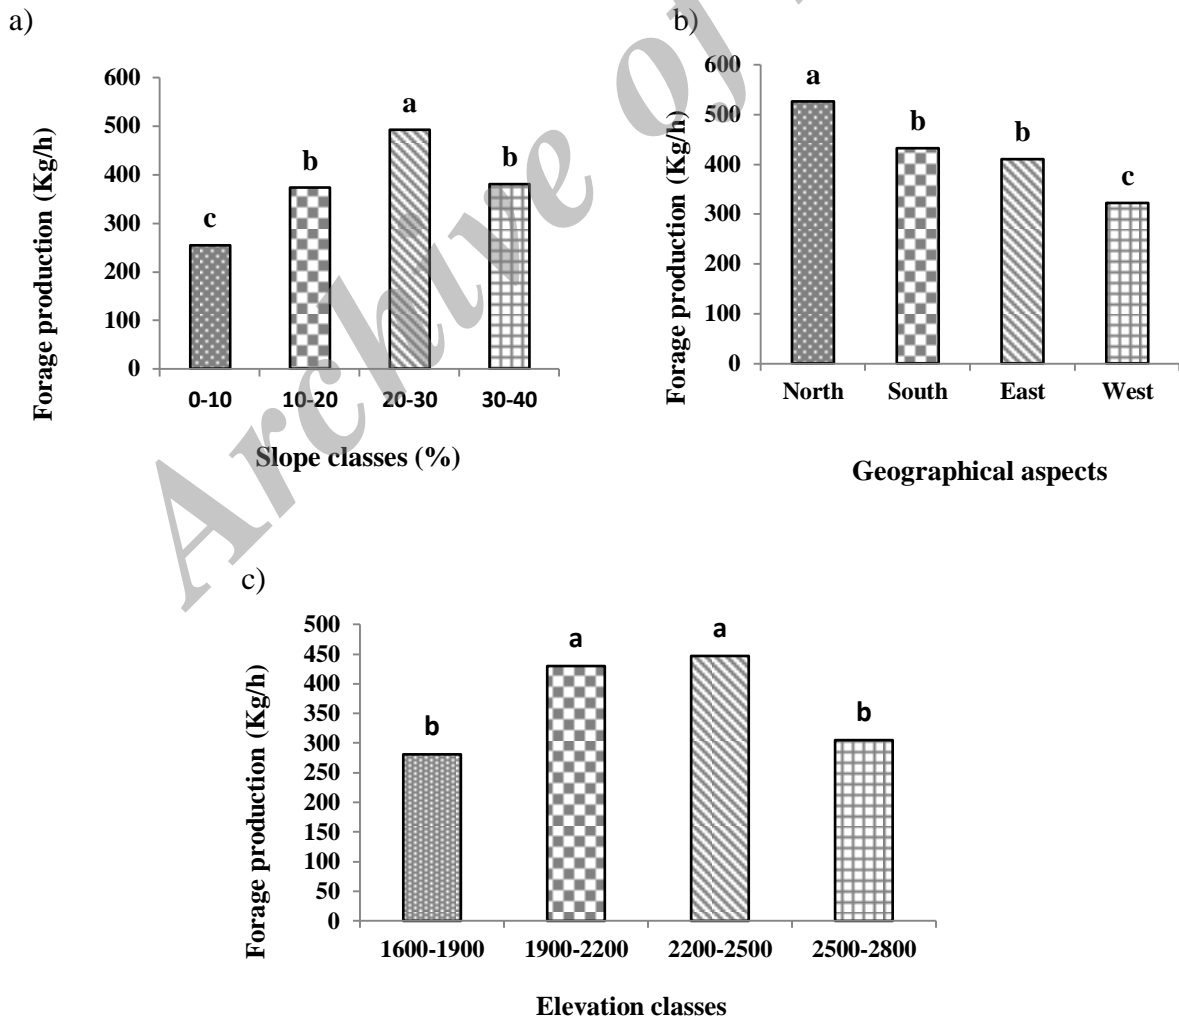 a)
Forage production (Kg/h)
600
500
400
300
200
100
0
c
b
a
b
0-10 10-20 20-30 30-40
Slope classes (%)
b)
Forage production (Kg/h)
600
500
400
300
200
100
0
a
b
b
c
North South East West
Geographical aspects
c)
Forage production (Kg/h)
500
450
400
350
300
250
200
150
100
50
0
b
a
a
b
1600-1900 1900-2200 2200-2500 2500-2800
Elevation classes
Archive of